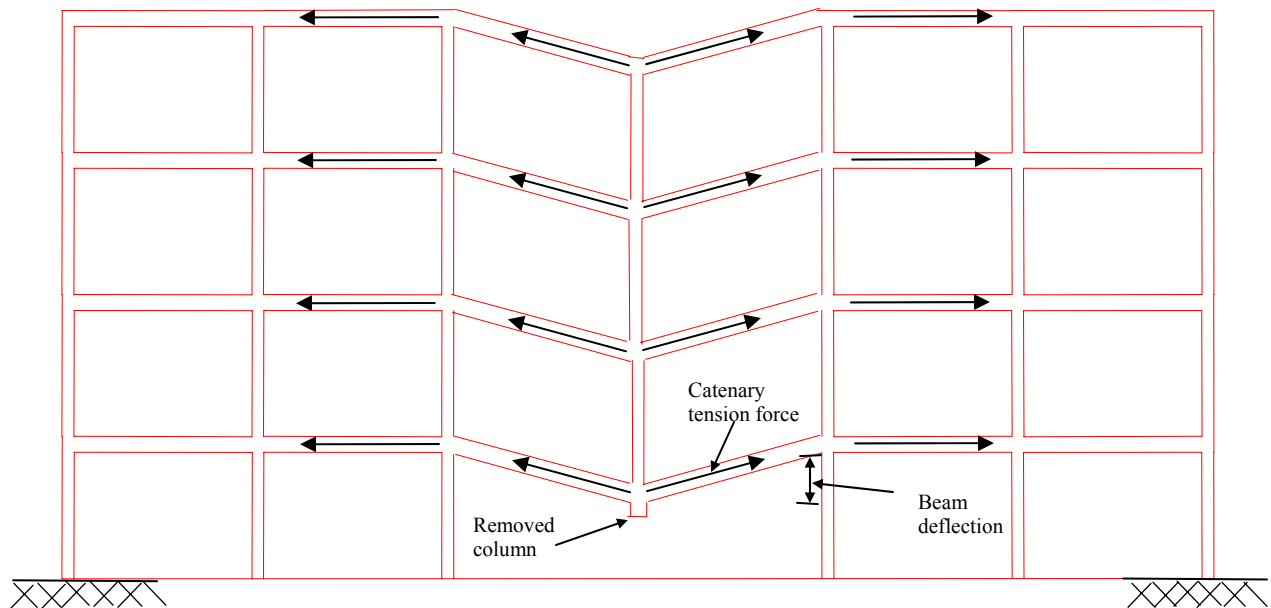 Catenary
tension force
Removed
column
Beam
deflection